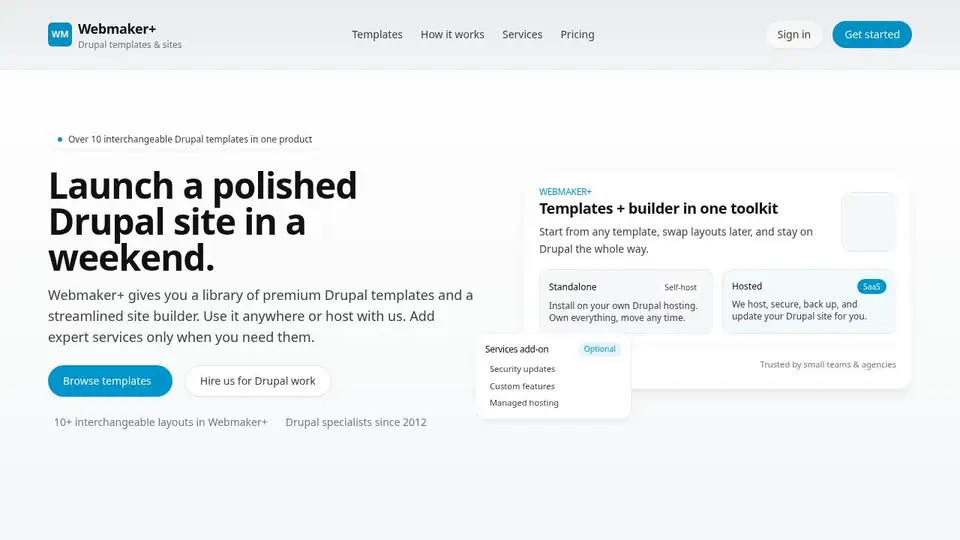 WM
Webmaker+
Drupal templates & sites
Templates How it works Services Pricing
Sign in
Get started
Over 10 interchangeable Drupal templates in one product
Launch a polished
Drupal site in a
weekend.
Webmaker+ gives you a library of premium Drupal templates and a
streamlined site builder. Use it anywhere or host with us. Add
expert services only when you need them.
Browse templates
Hire us for Drupal work
10+ interchangeable layouts in Webmaker+
Drupal specialists since 2012
WEBMAKER+
Templates + builder in one toolkit
Start from any template, swap layouts later, and stay on
Drupal the whole way.
Standalone
Self-host
Install on your own Drupal hosting.
Own everything, move any time.
Hosted
SaaS
We host, secure, back up, and
update your Drupal site for you.
Services add-on
Optional
Security updates
Custom features
Managed hosting
Trusted by small teams & agencies